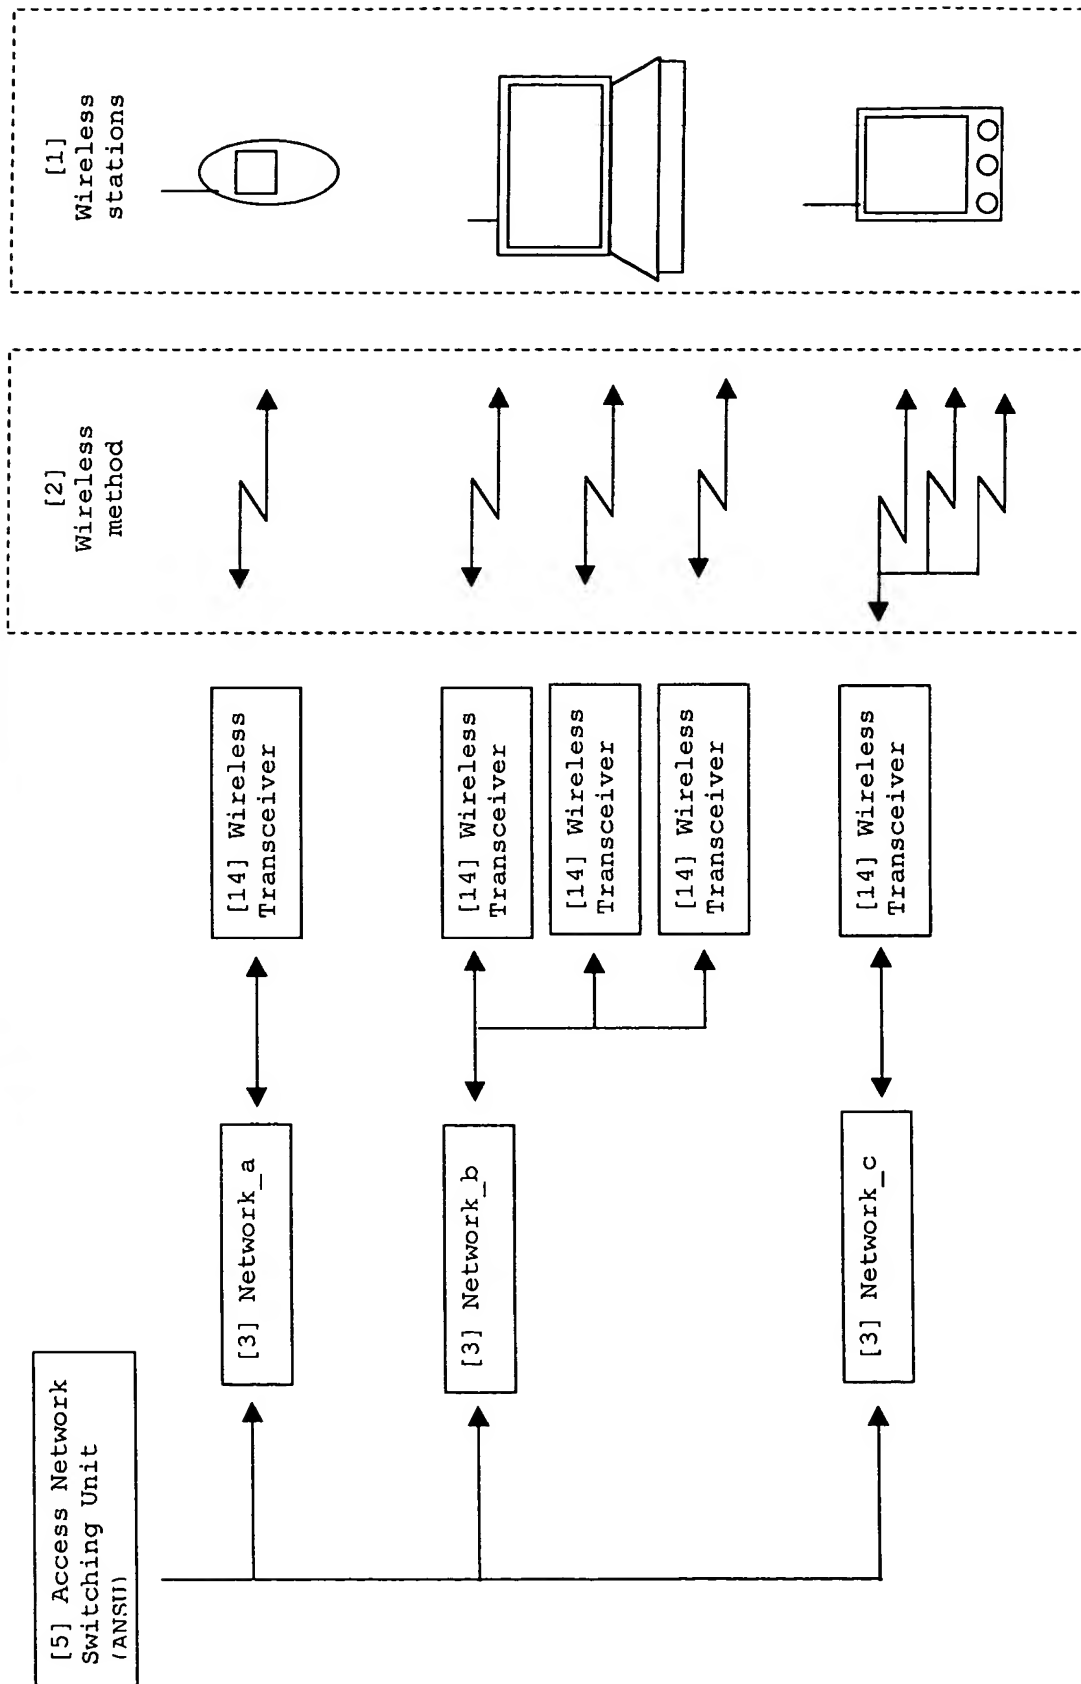 [1]
Wireless
stations
[2]
Wireless
method
[14] Wireless
Transceiver
[14] Wireless
Transceiver
[14] Wireless
Transceiver
[14] Wireless
Transceiver
[14] Wireless
Transceiver
[3] Network_a
[3] Network_b
[3] Network_c
[5] Access Network
Switching Unit
(ANSU)